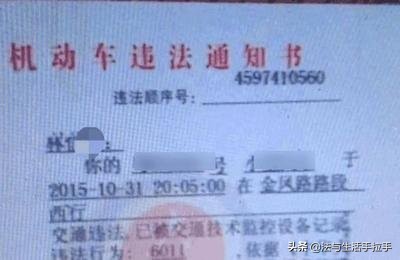 机动车违法通知书
4597410560
违法顺序号:
林
你的 号 于
2015-10-31 20:05:00 在 金凤路路段
西行
交通违法,已被交通技术监控设备记录
违法行为: 6011 ,依据
头条 @法与生活手拉手